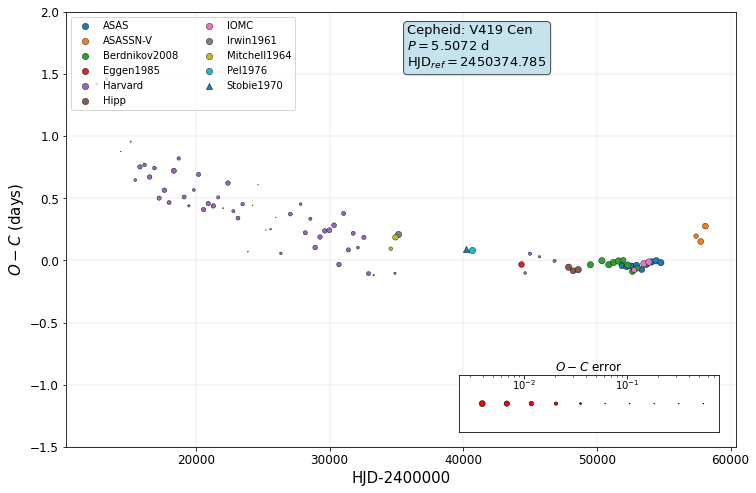 2.0
1.5
1.0
0.5
0.0
−0.5
−1.0
−1.5
O − C (days)
ASAS
ASASSN-V
Berdnikov2008
Eggen1985
Harvard
Hipp
IOMC
Irwin1961
Mitchell1964
Pel1976
Stobie1970
Cepheid: V419 Cen
P = 5.5072 d
HJD_ref = 2450374.785
O − C error
10⁻² 10⁻¹
20000 30000 40000 50000 60000
HJD-2400000